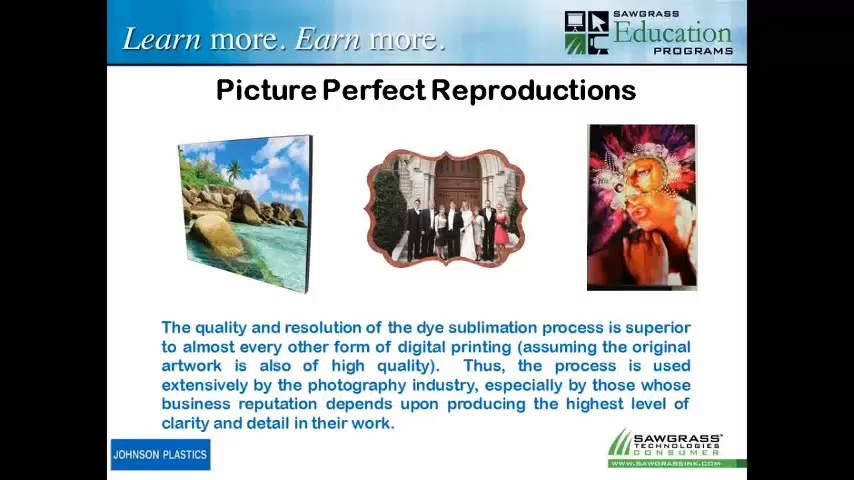 Learn more. Earn more.
SAWGRASS
Education
PROGRAMS
Picture Perfect Reproductions
The quality and resolution of the dye sublimation process is superior
to almost every other form of digital printing (assuming the original
artwork is also of high quality). Thus, the process is used
extensively by the photography industry, especially by those whose
business reputation depends upon producing the highest level of
clarity and detail in their work.
JOHNSON PLASTICS
SAWGRASS
TECHNOLOGIES
CONSUMER
WWW.SAWGRASSINK.COM